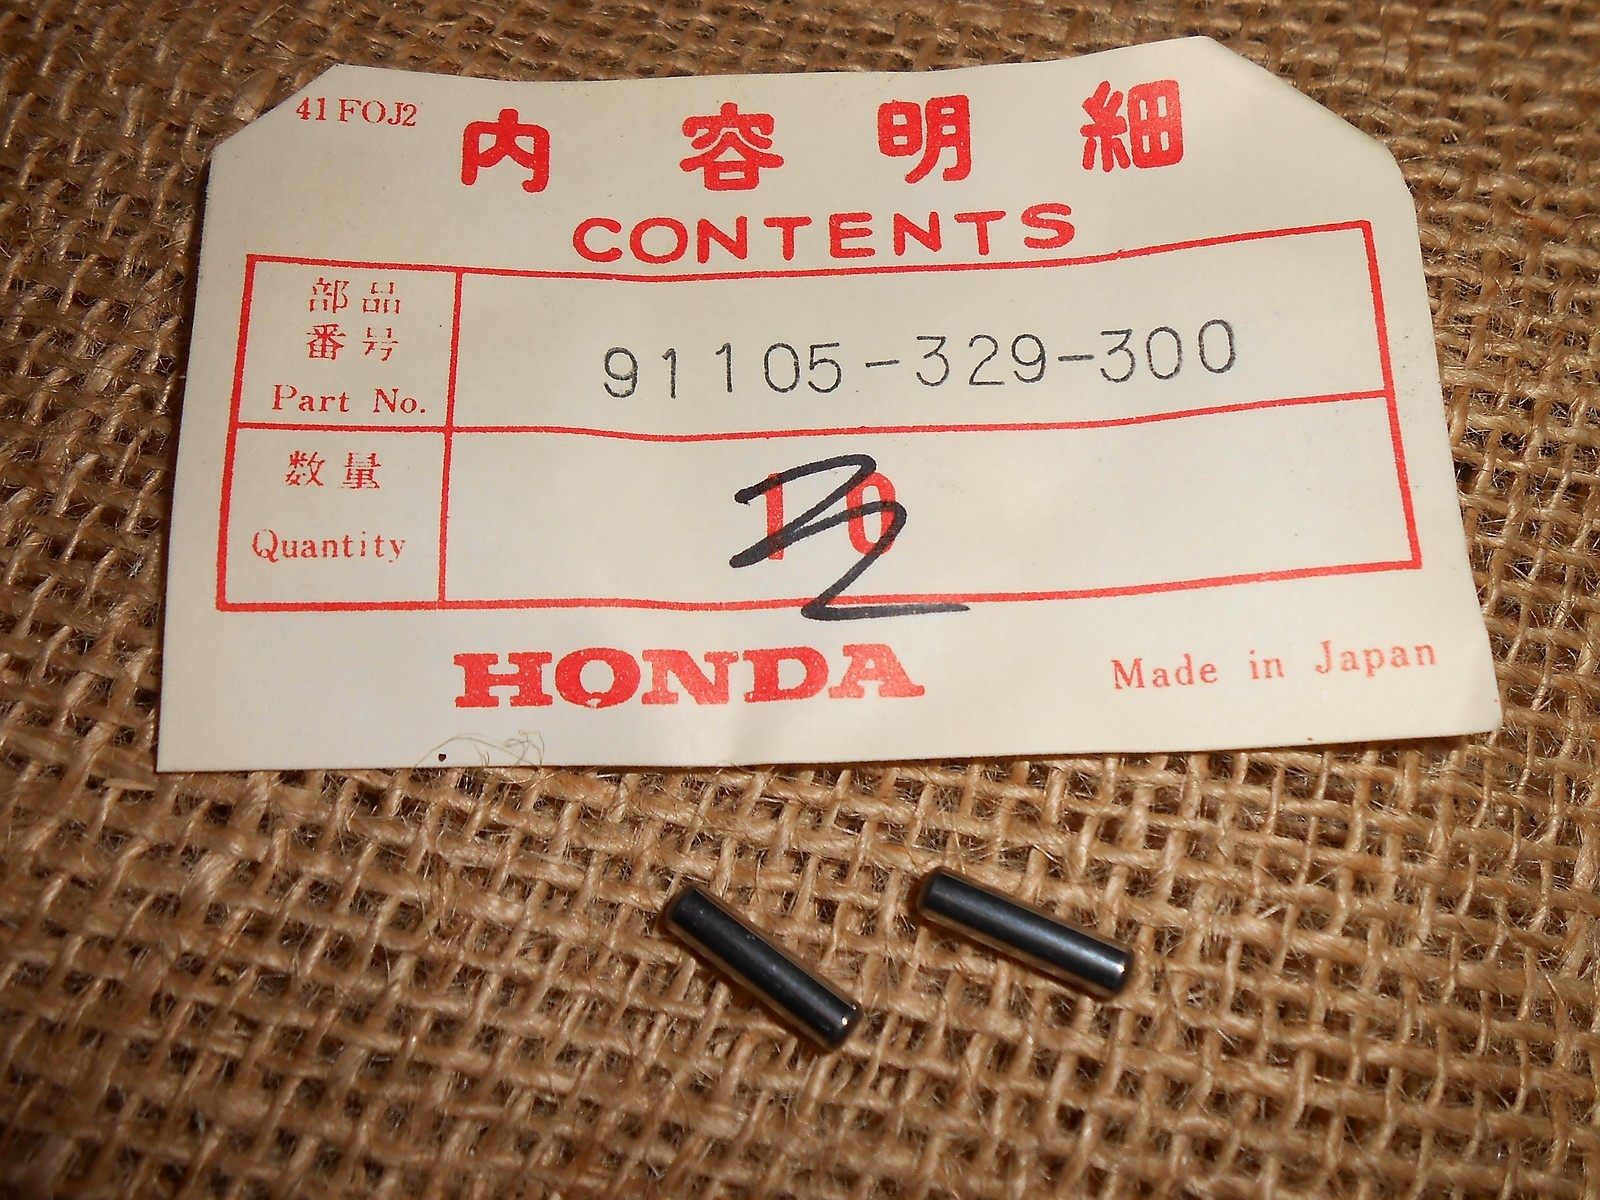 41FOJ2
内容明細
CONTENTS
部品
番号
Part No.
91105-329-300
数量
Quantity
10
2
HONDA
Made in Japan